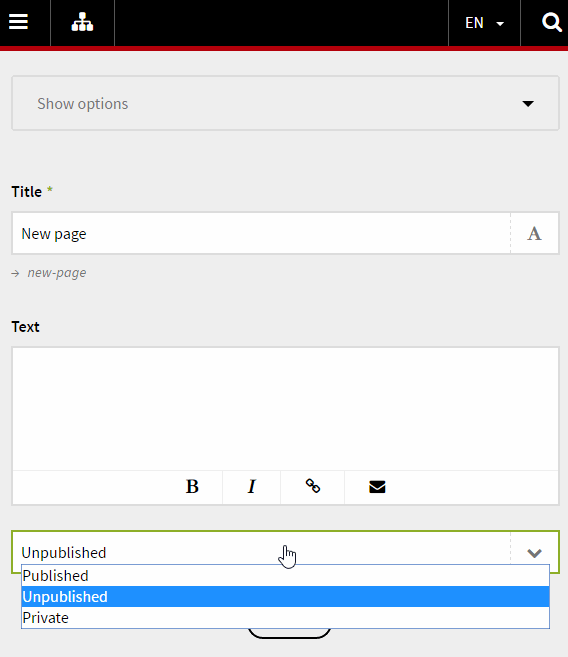 EN
Show options
Title *
New page
A
→ new-page
Text
B I
Unpublished
Published
Unpublished
Private